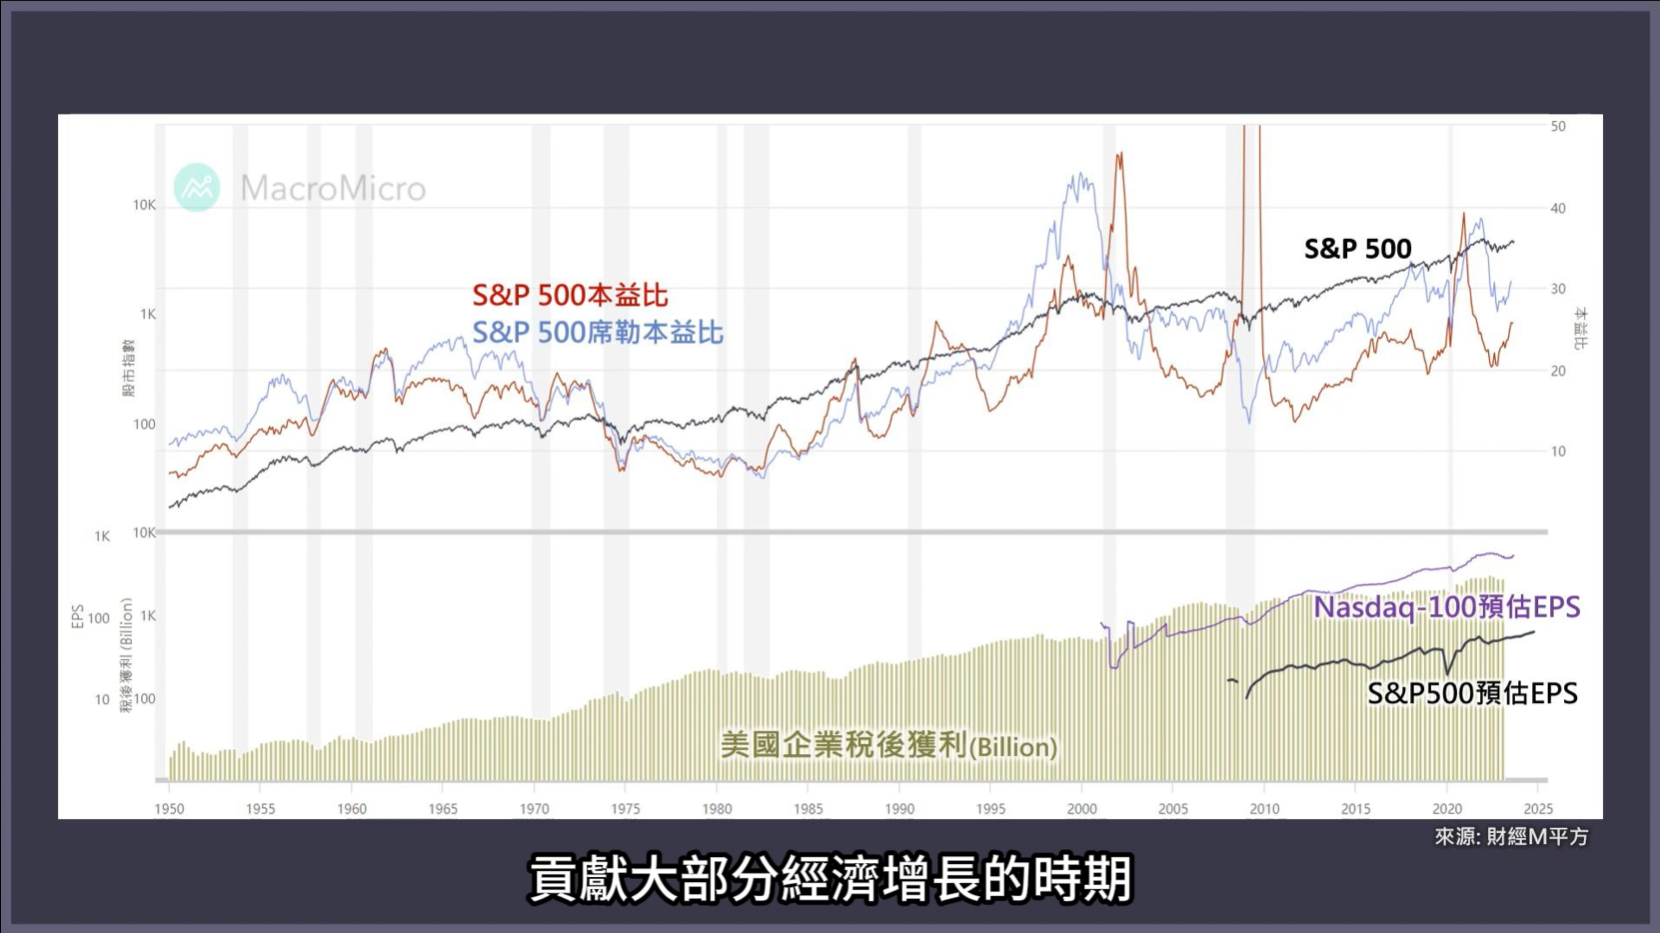 MacroMicro
50
10K
40
S&P 500
S&P 500本益比
30
1K
S&P 500席勒本益比
股市指數
本益比
20
100
10
1K
10K
EPS
稅後獲利 (Billion)
100
1K
Nasdaq-100預估EPS
10
100
S&P500預估EPS
美國企業稅後獲利(Billion)
1950 1955 1960 1965 1970 1975 1980 1985 1990 1995 2000 2005 2010 2015 2020 2025
來源: 財經M平方
貢獻大部分經濟增長的時期